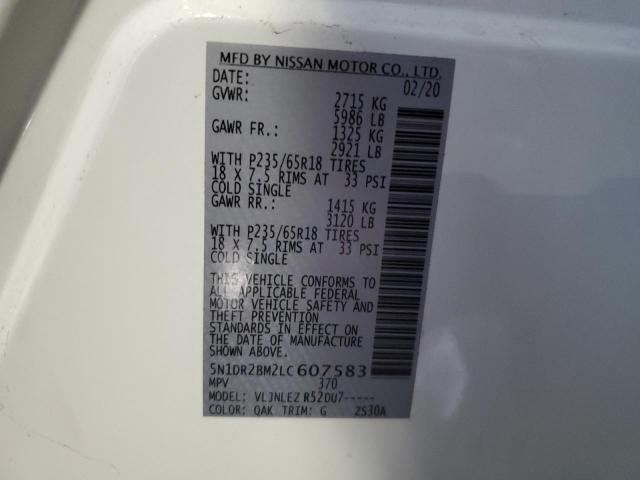 MFD BY NISSAN MOTOR CO., LTD.
DATE: 02/20
GVWR: 2715 KG
5986 LB
GAWR FR.: 1325 KG
2921 LB
WITH P235/65R18 TIRES
18 X 7.5 RIMS AT 33 PSI
COLD SINGLE
GAWR RR.: 1415 KG
3120 LB
WITH P235/65R18 TIRES
18 X 7.5 RIMS AT 33 PSI
COLD SINGLE
THIS VEHICLE CONFORMS TO
ALL APPLICABLE FEDERAL
MOTOR VEHICLE SAFETY AND
THEFT PREVENTION
STANDARDS IN EFFECT ON
THE DATE OF MANUFACTURE
SHOWN ABOVE.
5N1DR2BM2LC607583
MPV 370
MODEL: VLJNLEZ R52DU7-----
COLOR: QAK TRIM: G 2S30A